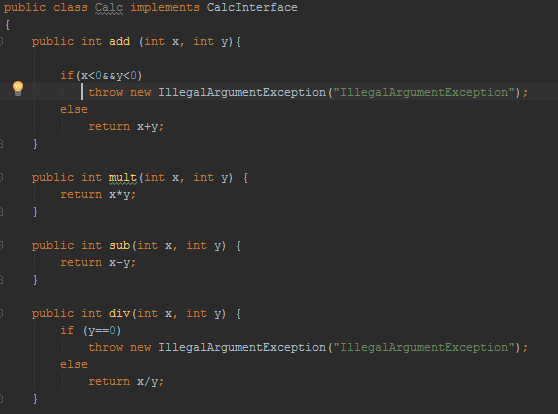 public class Calc implements CalcInterface
{
public int add (int x, int y){
if(x<0&&y<0)
throw new IllegalArgumentException("IllegalArgumentException");
else
return x+y;
}
public int mult(int x, int y) {
return x*y;
}
public int sub(int x, int y) {
return x-y;
}
public int div(int x, int y) {
if (y==0)
throw new IllegalArgumentException("IllegalArgumentException");
else
return x/y;
}